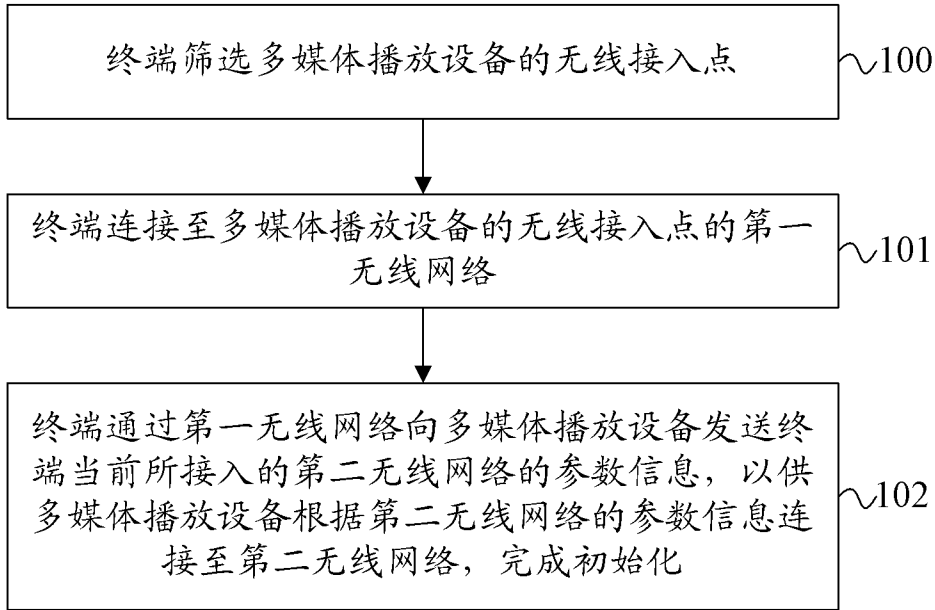 终端筛选多媒体播放设备的无线接入点
100
终端连接至多媒体播放设备的无线接入点的第一
无线网络
101
终端通过第一无线网络向多媒体播放设备发送终
端当前所接入的第二无线网络的参数信息，以供
多媒体播放设备根据第二无线网络的参数信息连
接至第二无线网络，完成初始化
102